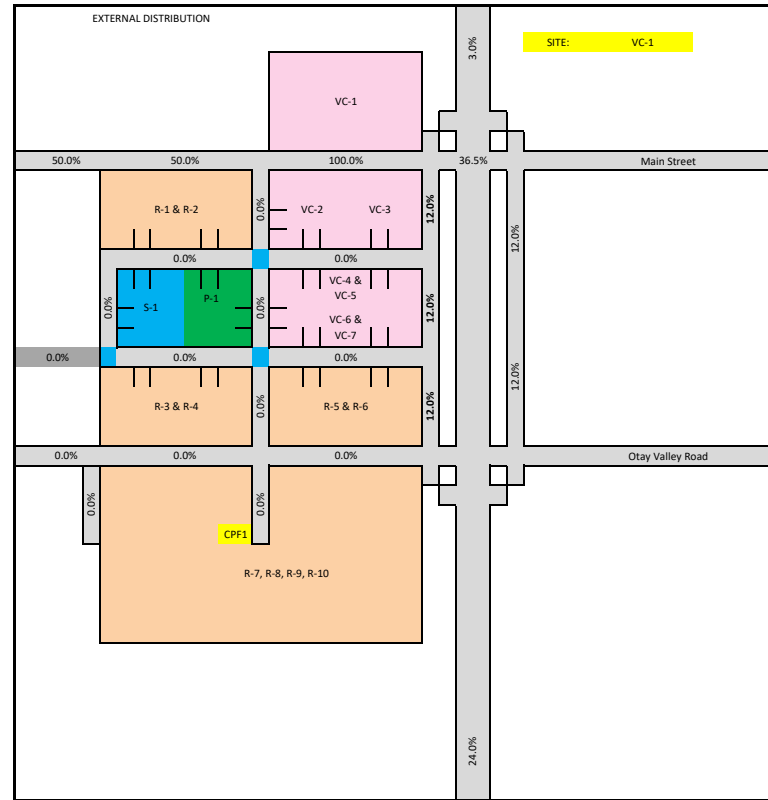 EXTERNAL DISTRIBUTION
SITE: VC-1
3.0%
VC-1
50.0% 50.0% 100.0% 36.5% Main Street
R-1 & R-2
0.0%
VC-2 VC-3
12.0%
12.0%
0.0% 0.0%
0.0%
S-1
P-1
0.0%
VC-4 &
VC-5
VC-6 &
VC-7
12.0%
0.0% 0.0% 0.0%
12.0%
R-3 & R-4
0.0%
R-5 & R-6
12.0%
0.0% 0.0% 0.0% Otay Valley Road
0.0%
0.0%
CPF1
R-7, R-8, R-9, R-10
24.0%